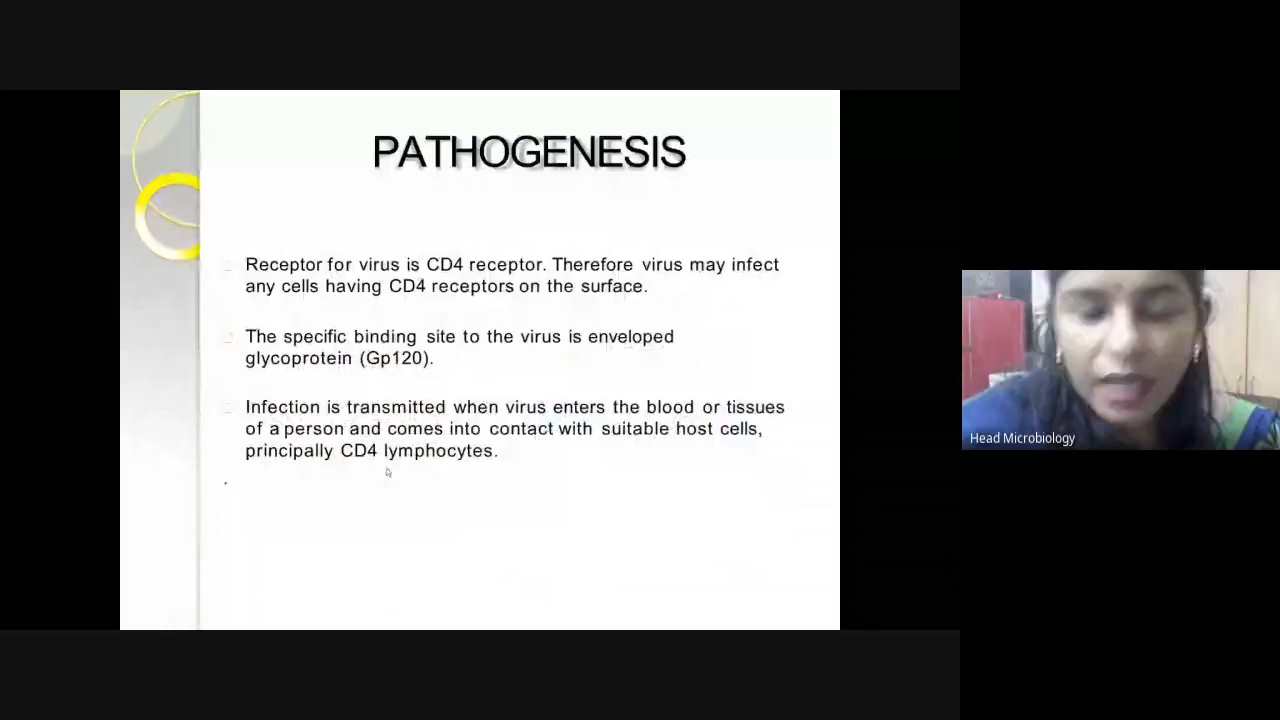 PATHOGENESIS
Receptor for virus is CD4 receptor. Therefore virus may infect
any cells having CD4 receptors on the surface.
The specific binding site to the virus is enveloped
glycoprotein (Gp120).
Infection is transmitted when virus enters the blood or tissues
of a person and comes into contact with suitable host cells,
principally CD4 lymphocytes.
.
Head Microbiology